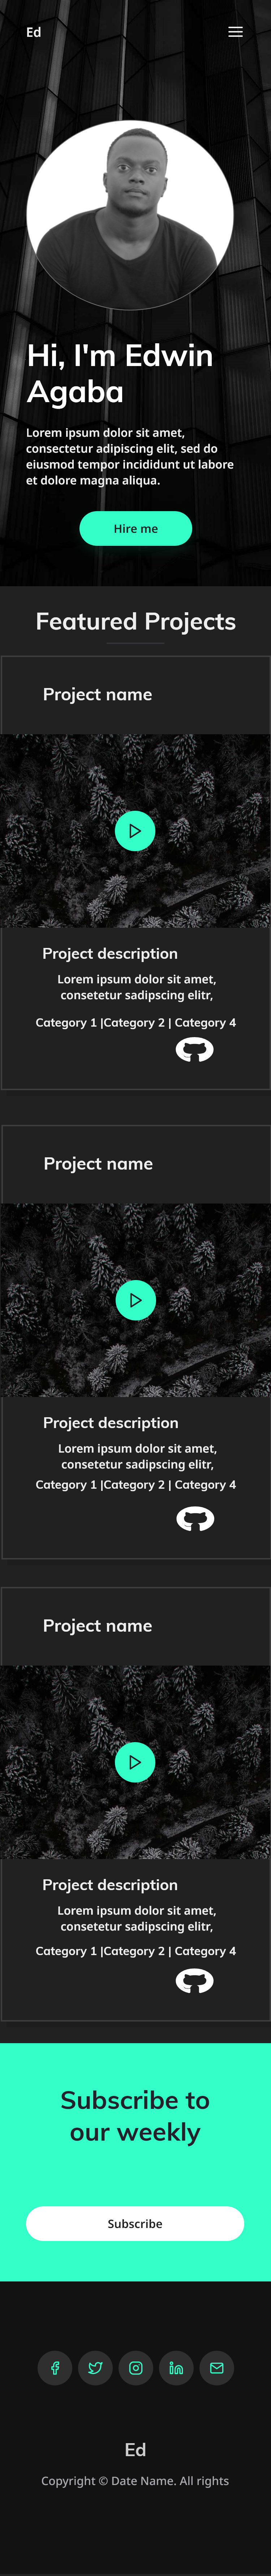 Ed
Hi, I'm Edwin
Agaba
Lorem ipsum dolor sit amet,
consectetur adipiscing elit, sed do
eiusmod tempor incididunt ut labore
et dolore magna aliqua.
Hire me
Featured Projects
Project name
Project description
Lorem ipsum dolor sit amet,
consetetur sadipscing elitr,
Category 1 |Category 2 | Category 4
Project name
Project description
Lorem ipsum dolor sit amet,
consetetur sadipscing elitr,
Category 1 |Category 2 | Category 4
Project name
Project description
Lorem ipsum dolor sit amet,
consetetur sadipscing elitr,
Category 1 |Category 2 | Category 4
Subscribe to
our weekly
Subscribe
Ed
Copyright © Date Name. All rights